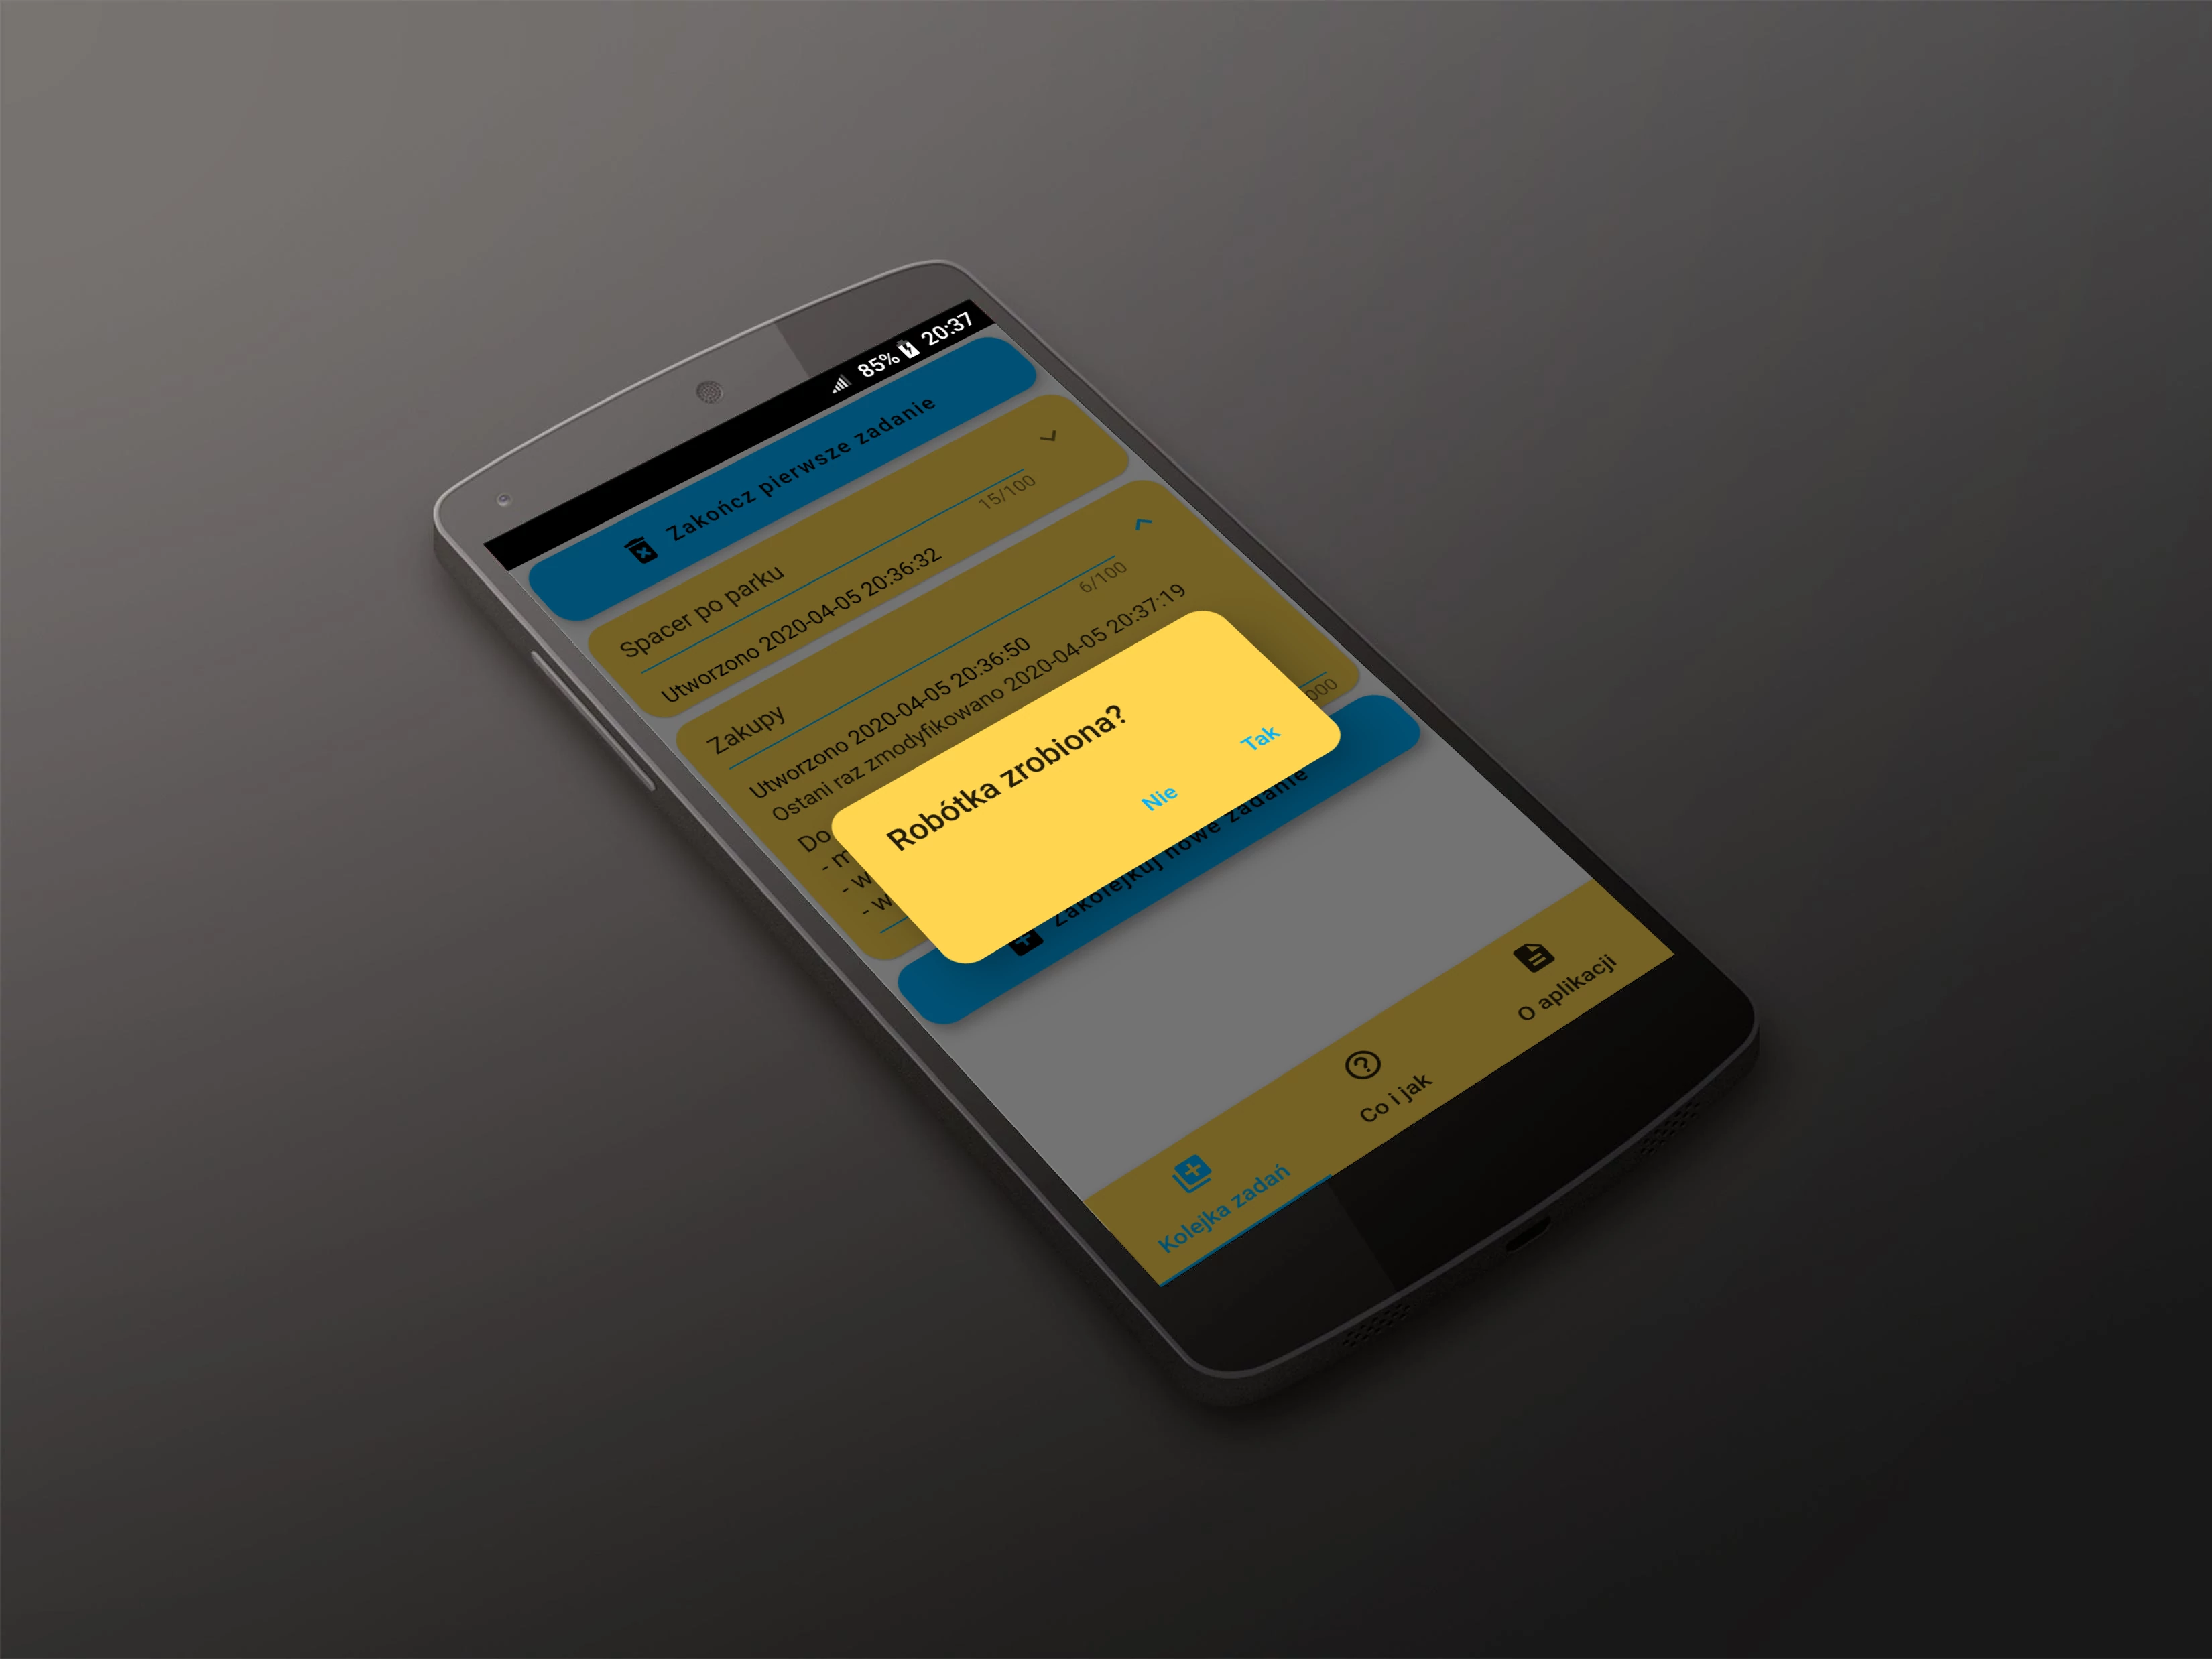 85% 20:37
Zakończ pierwsze zadanie
Spacer po parku
15/100
Utworzono 2020-04-05 20:36:32
Zakupy
6/100
Utworzono 2020-04-05 20:36:50
Ostani raz zmodyfikowano 2020-04-05 20:37:19
Do
- m
- w
- w
000
Robótka zrobiona?
Nie Tak
Zakolejkuj nowe zadanie
Kolejka zadań
Co i jak
O aplikacji